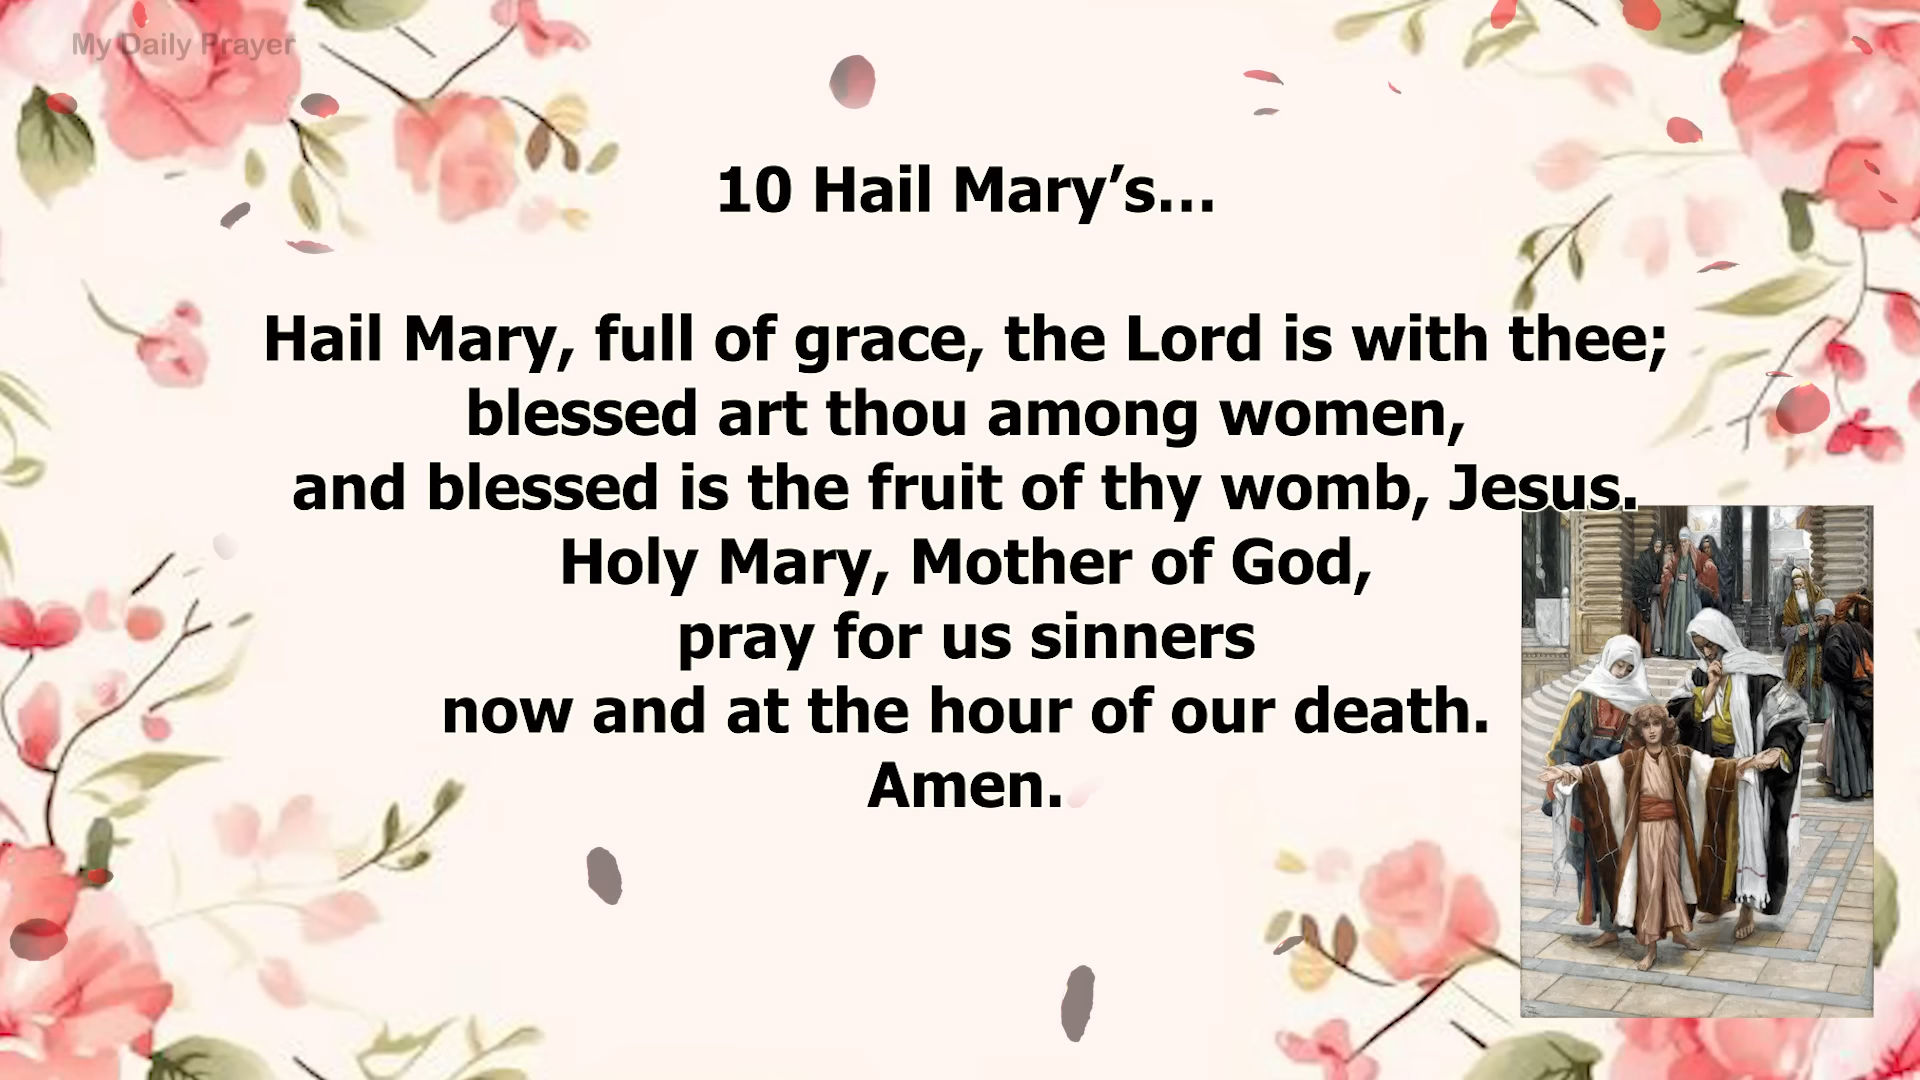 My Daily Prayer
10 Hail Mary’s...
Hail Mary, full of grace, the Lord is with thee;
blessed art thou among women,
and blessed is the fruit of thy womb, Jesus.
Holy Mary, Mother of God,
pray for us sinners
now and at the hour of our death.
Amen.